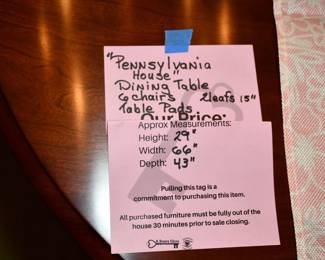 "Pennsylvania
House"
Dining Table
6 chairs 2 leafs 15"
Table Pads
Our Price:
Approx Measurements:
Height: 29"
Width: 66"
Depth: 43"
Pulling this tag is a
commitment to purchasing this item.
All purchased furniture must be fully out of the
house 30 minutes prior to sale closing.